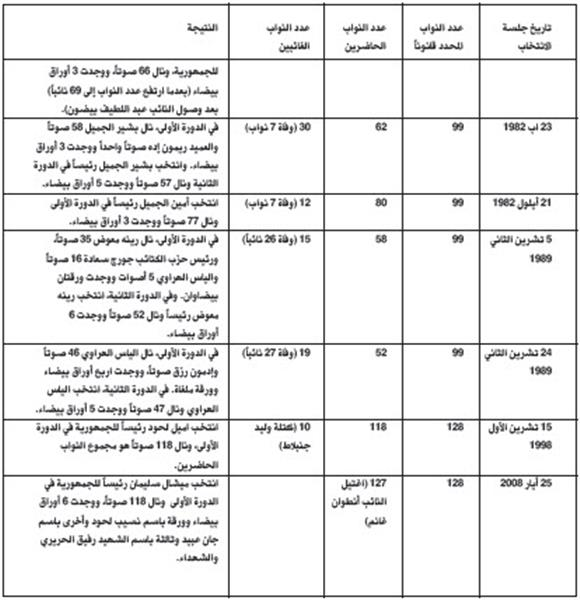 تاريخ جلسة الانتخاب
عدد النواب المحدد قانوناً
عدد النواب الحاضرين
عدد النواب الغائبين
النتيجة
للجمهورية، ونال 66 صوتاً، ووجدت 3 أوراق
بيضاء (بعدما ارتفع عدد النواب إلى 69 نائباً)
بعد وصول النائب عبد اللطيف بيضون).
23 اب 1982
99
62
30 (وفاة 7 نواب)
في الدورة الأولى، نال بشير الجميل 58 صوتاً
والعميد ريمون إده صوتاً واحداً ووجدت 3 أوراق
بيضاء. وانتخب بشير الجميل رئيساً في الدورة
الثانية ونال 57 صوتاً ووجدت 5 أوراق بيضاء.
21 أيلول 1982
99
80
12 (وفاة 7 نواب)
انتخب أمين الجميل رئيساً في الدورة الأولى
ونال 77 صوتاً ووجدت 3 أوراق بيضاء.
5 تشرين الثاني
1989
99
58
15 (وفاة 26 نائباً)
في الدورة الأولى، نال رينه معوض 35 صوتاً،
ورئيس حزب الكتائب جورج سعادة 16 صوتاً
والياس الهراوي 5 أصوات ووجدت ورقتان
بيضاوان. وفي الدورة الثانية، انتخب رينه
معوض رئيساً ونال 52 صوتاً ووجدت 6
أوراق بيضاء.
24 تشرين الثاني
1989
99
52
19 (وفاة 27 نائباً)
في الدورة الأولى، نال الياس الهراوي 46 صوتاً
وإدمون رزق صوتاً، ووجدت اربع أوراق بيضاء
وورقة ملغاة. في الدورة الثانية، انتخب الياس
الهراوي ونال 47 صوتاً ووجدت 5 أوراق بيضاء.
15 تشرين الأول
1998
128
118
10 (كتلة وليد
جنبلاط)
انتخب اميل لحود رئيساً للجمهورية في الدورة
الأولى، ونال 118 صوتاً هو مجموع النواب
الحاضرين.
25 أيار 2008
128
127 (اغتيل
النائب أنطوان
غانم)
انتخب ميشال سليمان رئيساً للجمهورية في
الدورة الأولى ونال 118 صوتاً، ووجدت 6 أوراق
بيضاء وورقة باسم نسيب لحود وأخرى باسم
جان عبيد وثالثة باسم الشهيد رفيق الحريري
والشهداء.